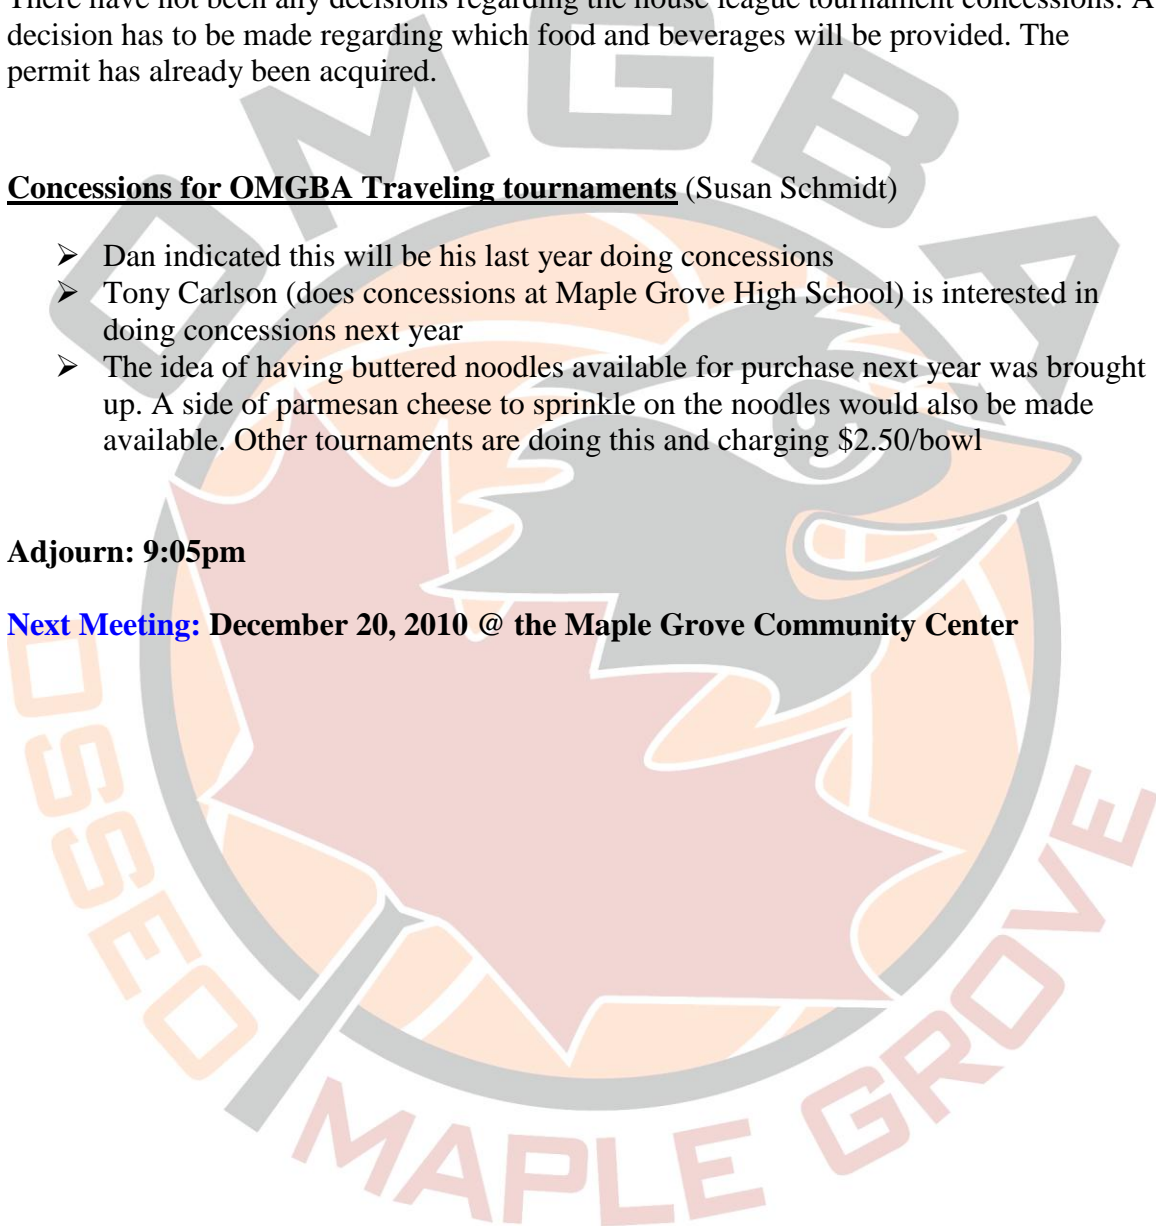 There have not been any decisions regarding the house league tournament concessions. A
decision has to be made regarding which food and beverages will be provided. The
permit has already been acquired.
Concessions for OMGBA Traveling tournaments (Susan Schmidt)
➢ Dan indicated this will be his last year doing concessions
➢ Tony Carlson (does concessions at Maple Grove High School) is interested in
doing concessions next year
➢ The idea of having buttered noodles available for purchase next year was brought
up. A side of parmesan cheese to sprinkle on the noodles would also be made
available. Other tournaments are doing this and charging $2.50/bowl
Adjourn: 9:05pm
Next Meeting: December 20, 2010 @ the Maple Grove Community Center
OMGBA
OSSEO
MAPLE GROVE